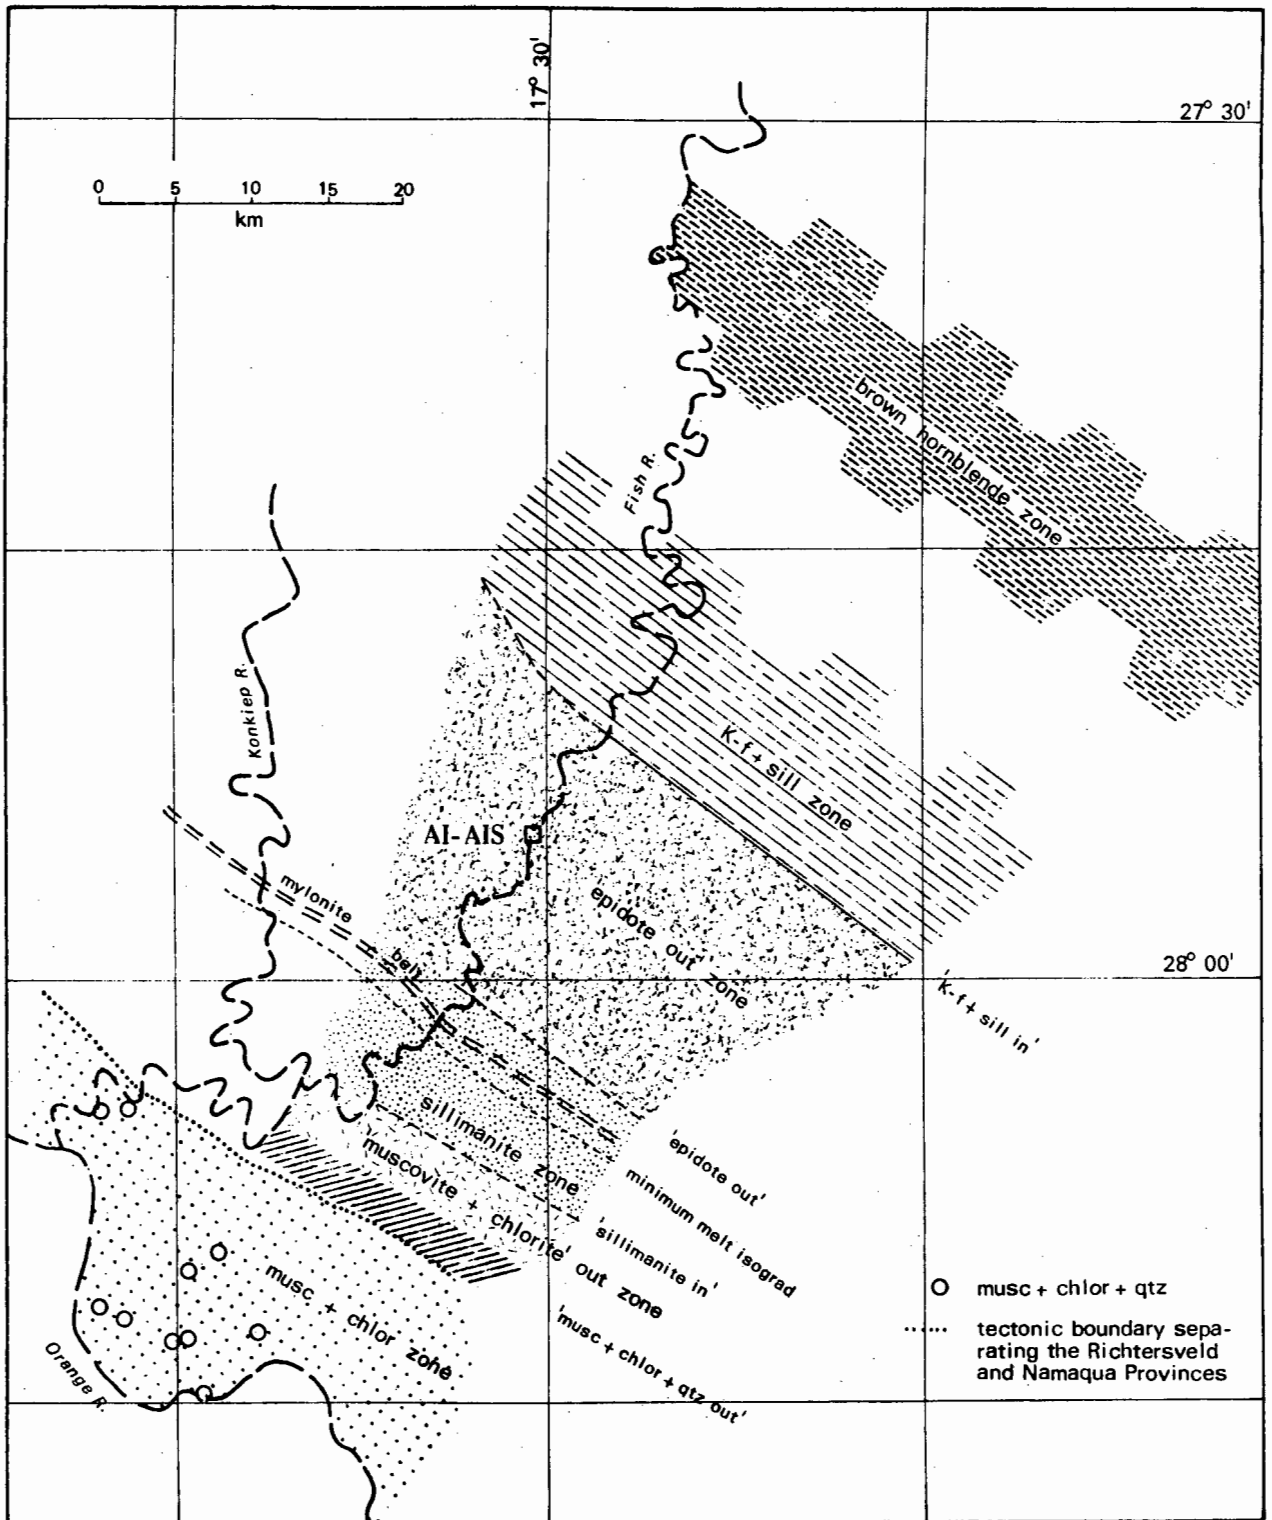 17° 30'
27° 30'
0 5 10 15 20
km
brown hornblende zone
Fish R.
Konkiep R.
K-f + sill zone
AI-AIS
mylonite belt
epidote out zone
28° 00'
'K-f + sill in'
sillimanite zone
muscovite + chlorite' out zone
'epidote out'
minimum melt isograd
'sillimanite in'
'musc + chlor + qtz out'
musc + chlor zone
Orange R.
musc + chlor + qtz
tectonic boundary sepa-
rating the Richtersveld
and Namaqua Provinces